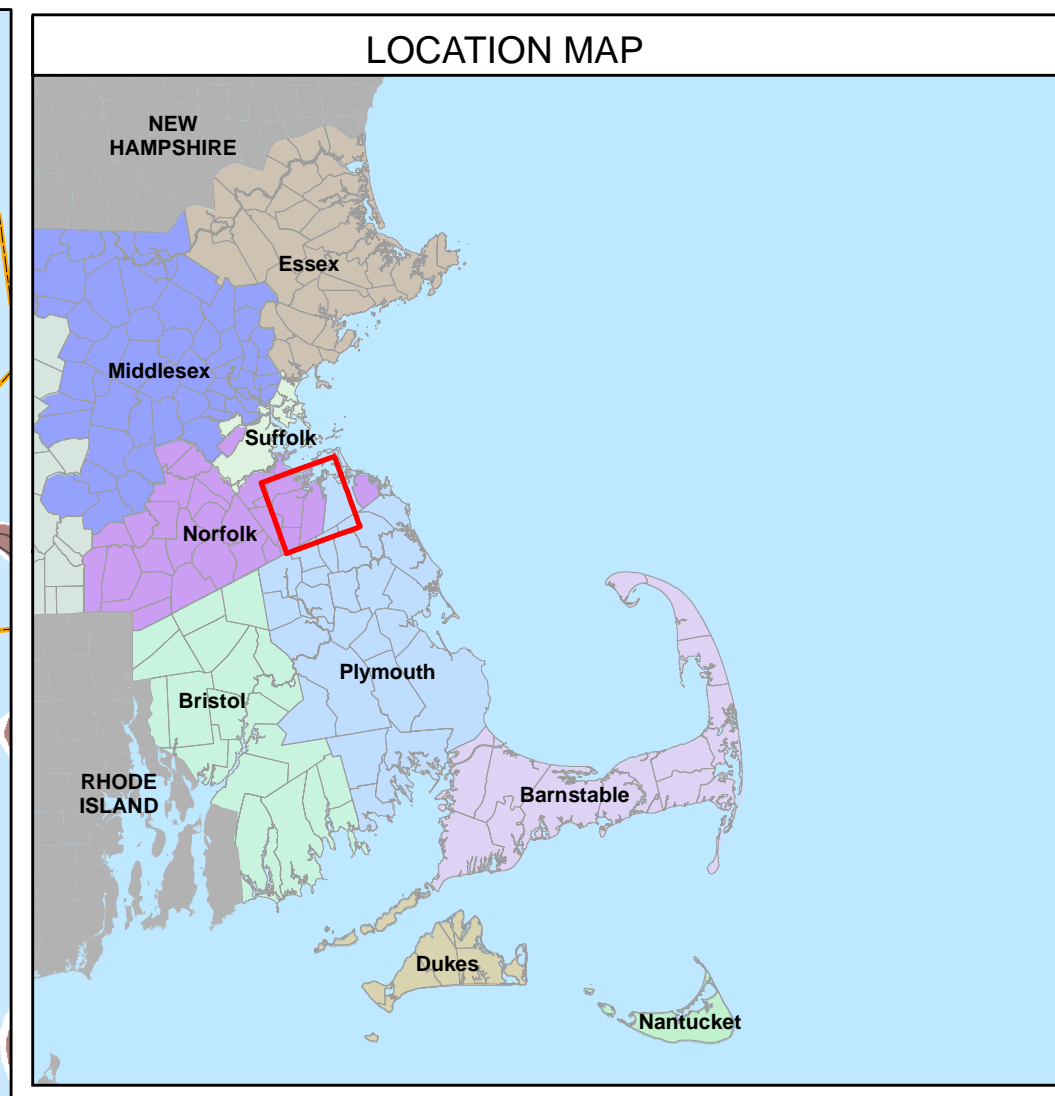 LOCATION MAP
NEW
HAMPSHIRE
Essex
Middlesex
Suffolk
Norfolk
Plymouth
Bristol
RHODE
ISLAND
Barnstable
Dukes
Nantucket